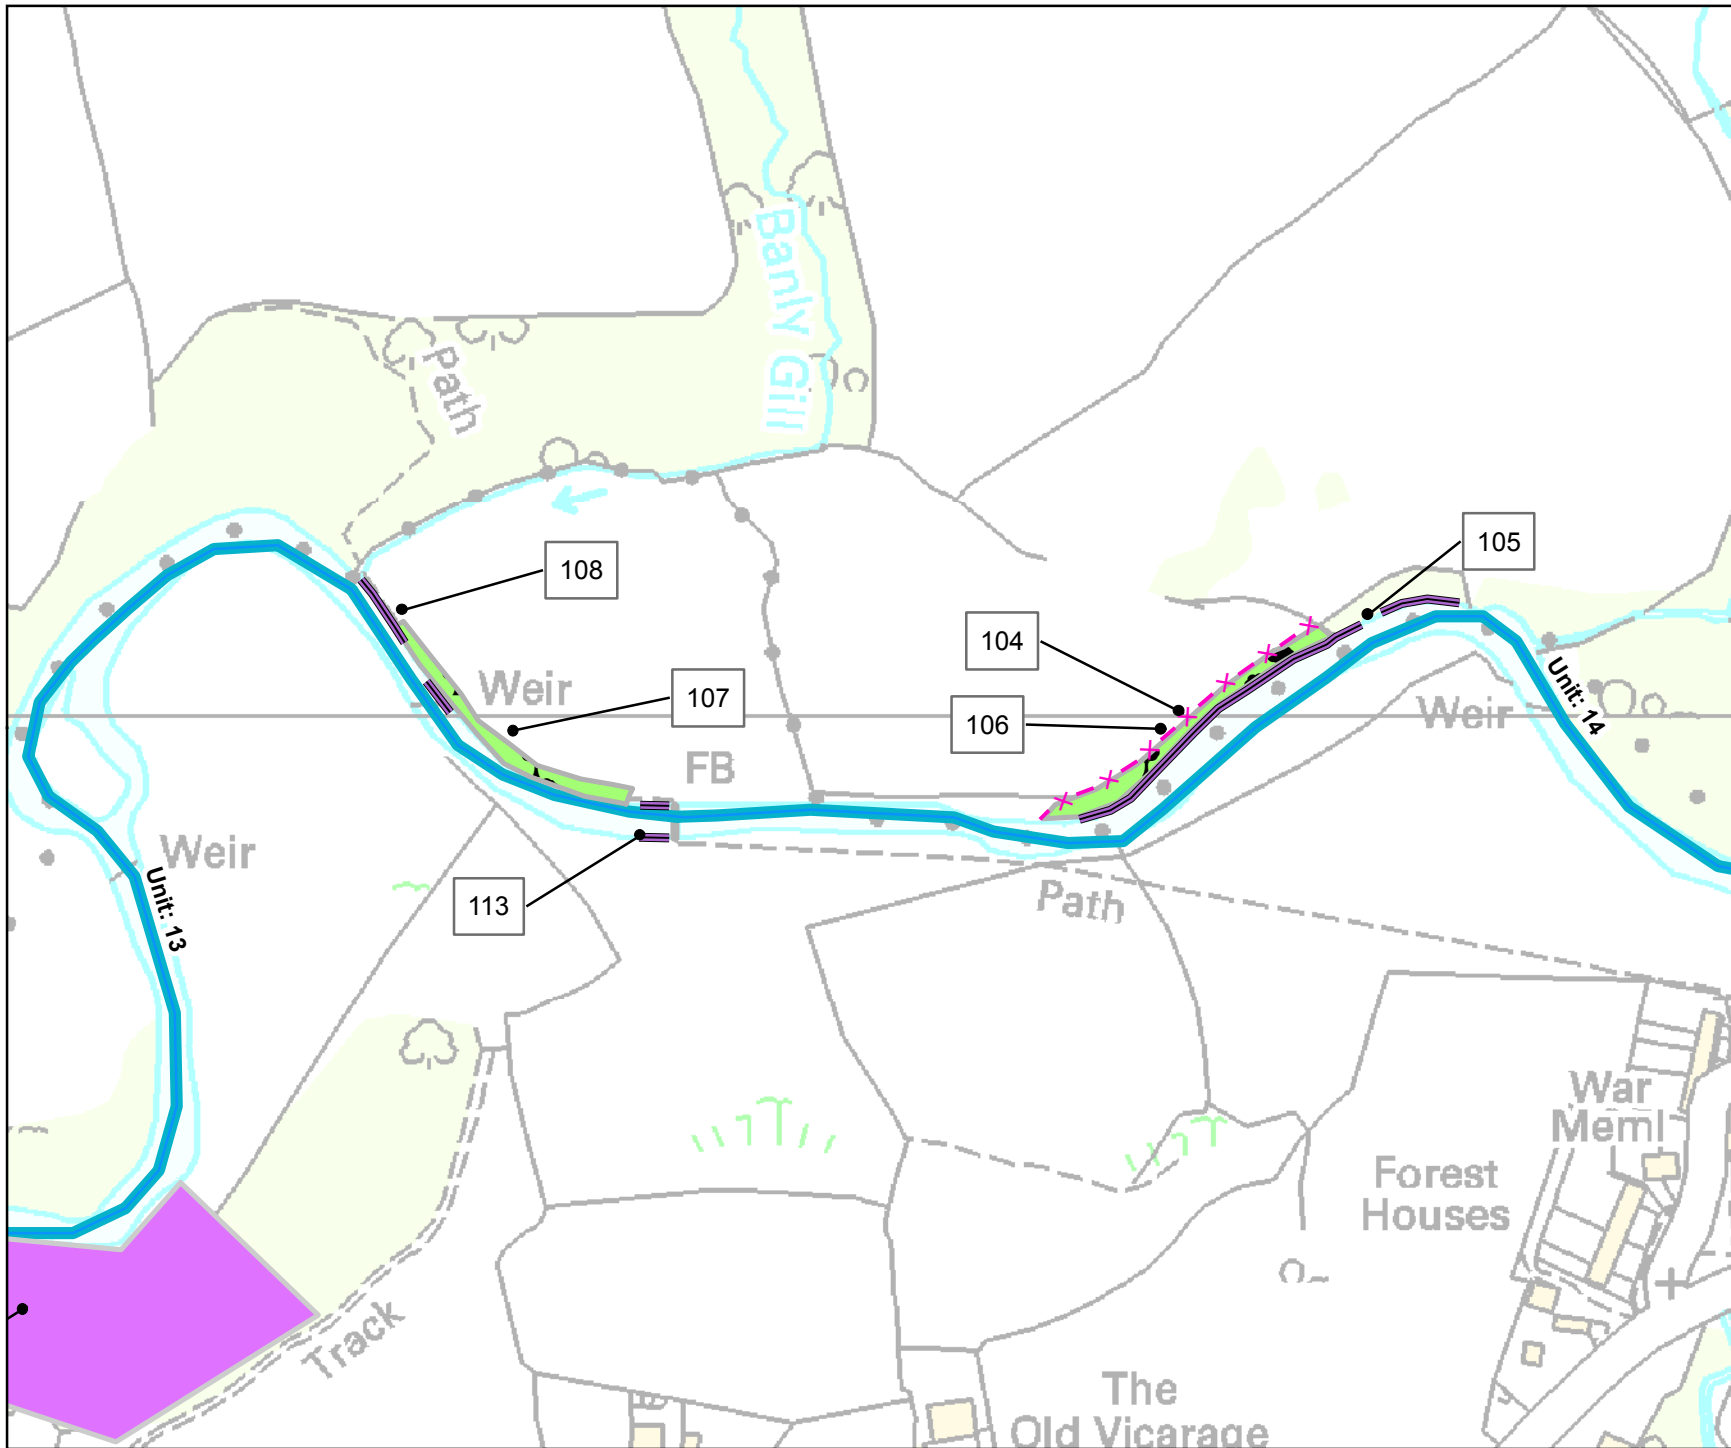 Banly Gill
Path
108
105
104
Weir
107
106
Weir
Unit: 14
FB
Weir
Unit: 13
113
Path
War
Meml
Forest
Houses
Track
The
Old Vicarage